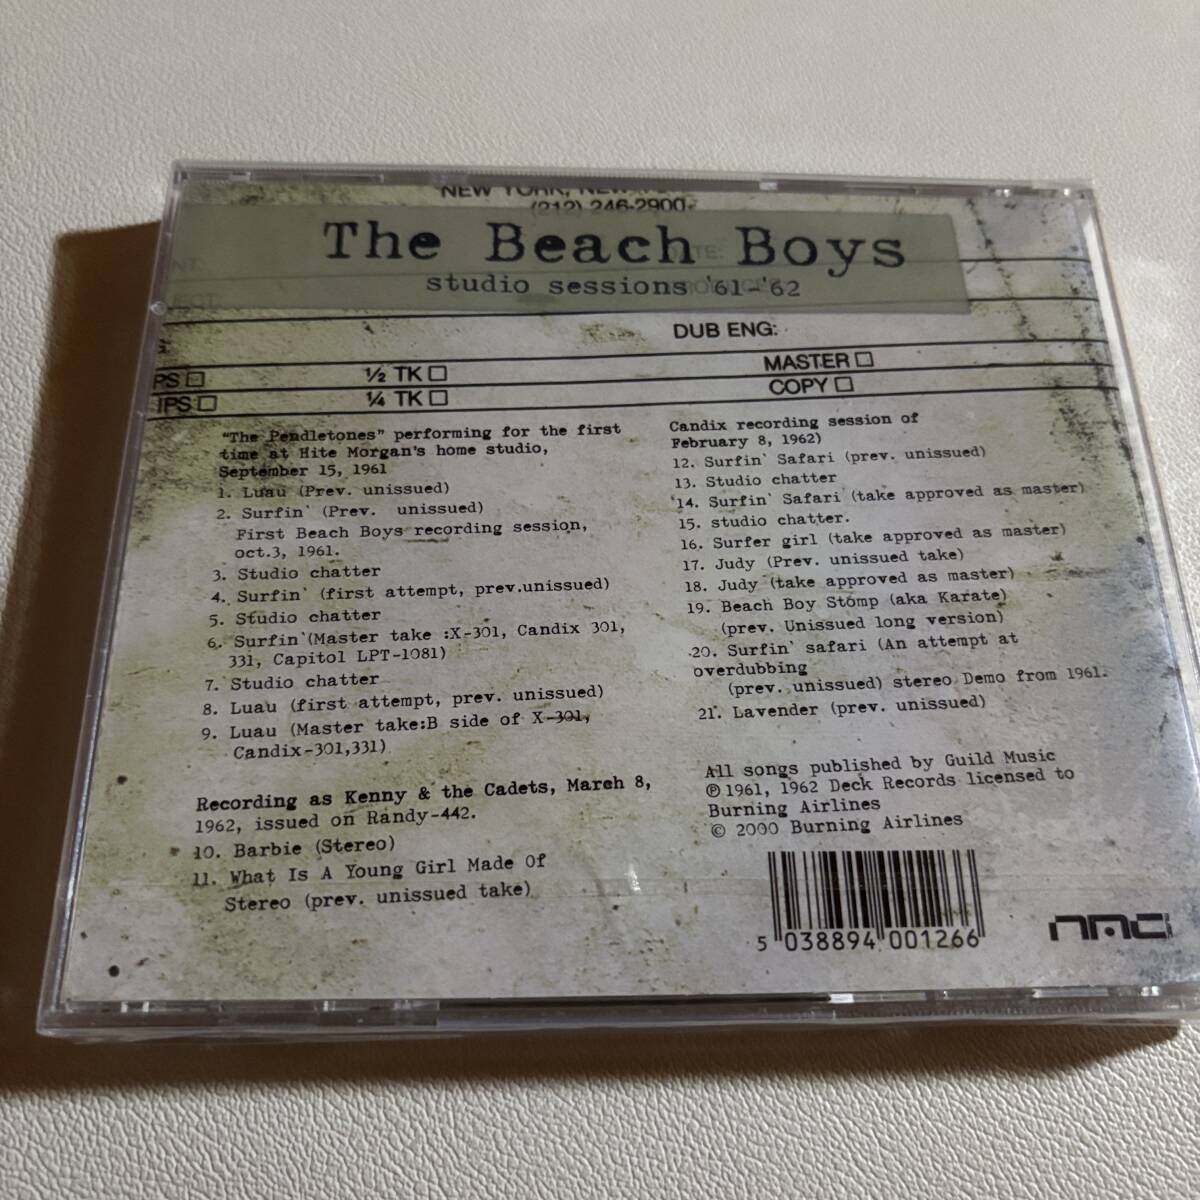 (212) 246-2900
The Beach Boys
studio sessions '61-'62
DUB ENG:
PS ☐ ½ TK ☐ MASTER ☐
IPS ☐ ¼ TK ☐ COPY ☐
"The Pendletones" performing for the first
time at Hite Morgan's home studio,
September 15, 1961
1. Luau (Prev. unissued)
2. Surfin' (Prev. unissued)
First Beach Boys recording session,
oct.3, 1961.
3. Studio chatter
4. Surfin' (first attempt, prev.unissued)
5. Studio chatter
6. Surfin'(Master take :X-301, Candix 301,
331, Capitol LPT-1081)
7. Studio chatter
8. Luau (first attempt, prev. unissued)
9. Luau (Master take:B side of X-301,
Candix-301,331)
Recording as Kenny & the Cadets, March 8,
1962, issued on Randy-442.
10. Barbie (Stereo)
11. What Is A Young Girl Made Of
Stereo (prev. unissued take)
Candix recording session of
February 8, 1962)
12. Surfin' Safari (prev. unissued)
13. Studio chatter
14. Surfin' Safari (take approved as master)
15. studio chatter.
16. Surfer girl (take approved as master)
17. Judy (Prev. unissued take)
18. Judy (take approved as master)
19. Beach Boy Stomp (aka Karate)
(prev. Unissued long version)
20. Surfin' safari (An attempt at
overdubbing
(prev. unissued) stereo Demo from 1961.
21. Lavender (prev. unissued)
All songs published by Guild Music
℗ 1961, 1962 Deck Records licensed to
Burning Airlines
© 2000 Burning Airlines
5 038894 001266
nmc